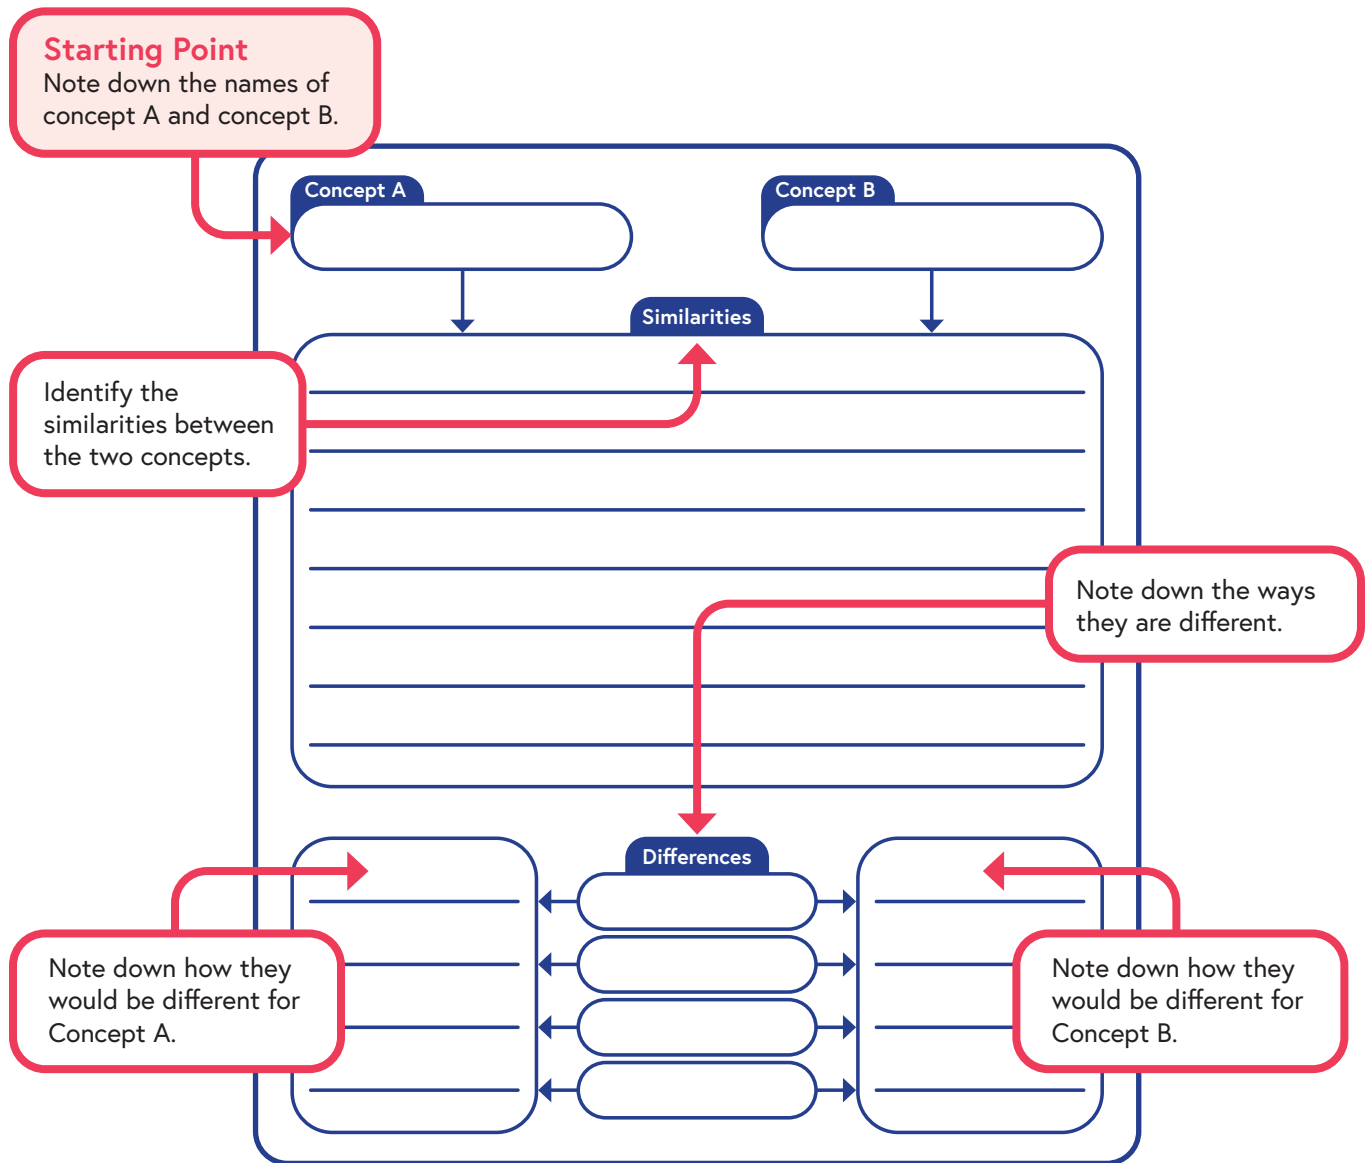 Starting Point
Note down the names of
concept A and concept B.
Concept A
Concept B
Similarities
Identify the
similarities between
the two concepts.
Note down the ways
they are different.
Differences
Note down how they
would be different for
Concept A.
Note down how they
would be different for
Concept B.